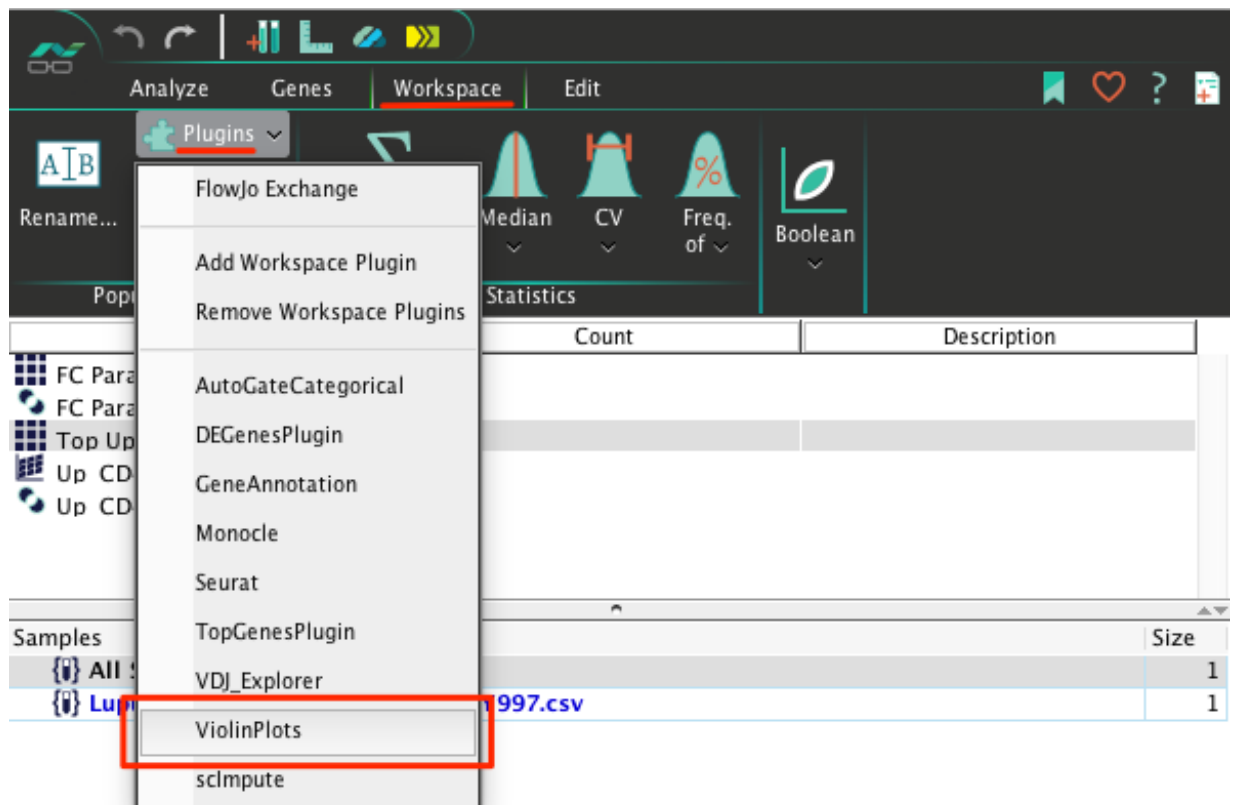 Analyze Genes Workspace Edit
?
Plugins
A B
%
Rename... Median CV Freq. of Boolean
Statistics
FlowJo Exchange
Add Workspace Plugin
Remove Workspace Plugins
AutoGateCategorical
DEGenesPlugin
GeneAnnotation
Monocle
Seurat
TopGenesPlugin
VDJ_Explorer
ViolinPlots
scImpute
Count Description
FC Para
FC Para
Top Up
Up CD
Up CD
Samples Size
All 1
1997.csv 1